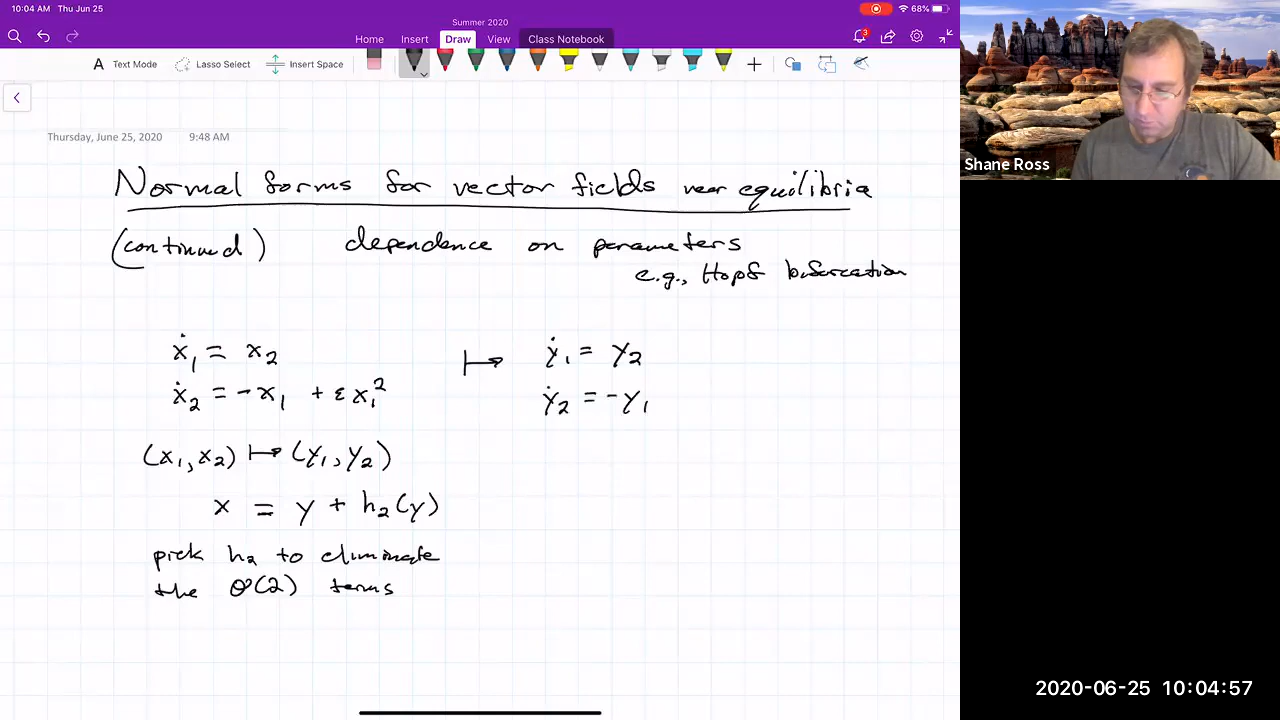 10:04 AM Thu Jun 25
68%
Summer 2020
Home Insert Draw View Class Notebook
3
A Text Mode Lasso Select Insert Space
Thursday, June 25, 2020 9:48 AM
Shane Ross
Normal forms for vector fields near equilibria
(continued) dependence on parameters
e.g., Hopf bifurcation
ẋ₁ = x₂ ↦ ẏ₁ = y₂
ẋ₂ = -x₁ + εx₁² ẏ₂ = -y₁
(x₁, x₂) ↦ (y₁, y₂)
x = y + h₂(y)
pick h₂ to eliminate
the O(2) terms
2020-06-25 10:04:57